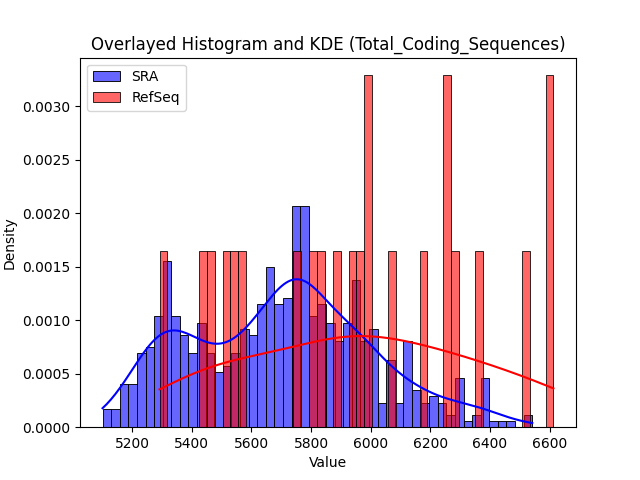 Overlayed Histogram and KDE (Total_Coding_Sequences)
SRA
RefSeq
0.0030
0.0025
0.0020
0.0015
0.0010
0.0005
0.0000
Density
5200 5400 5600 5800 6000 6200 6400 6600
Value